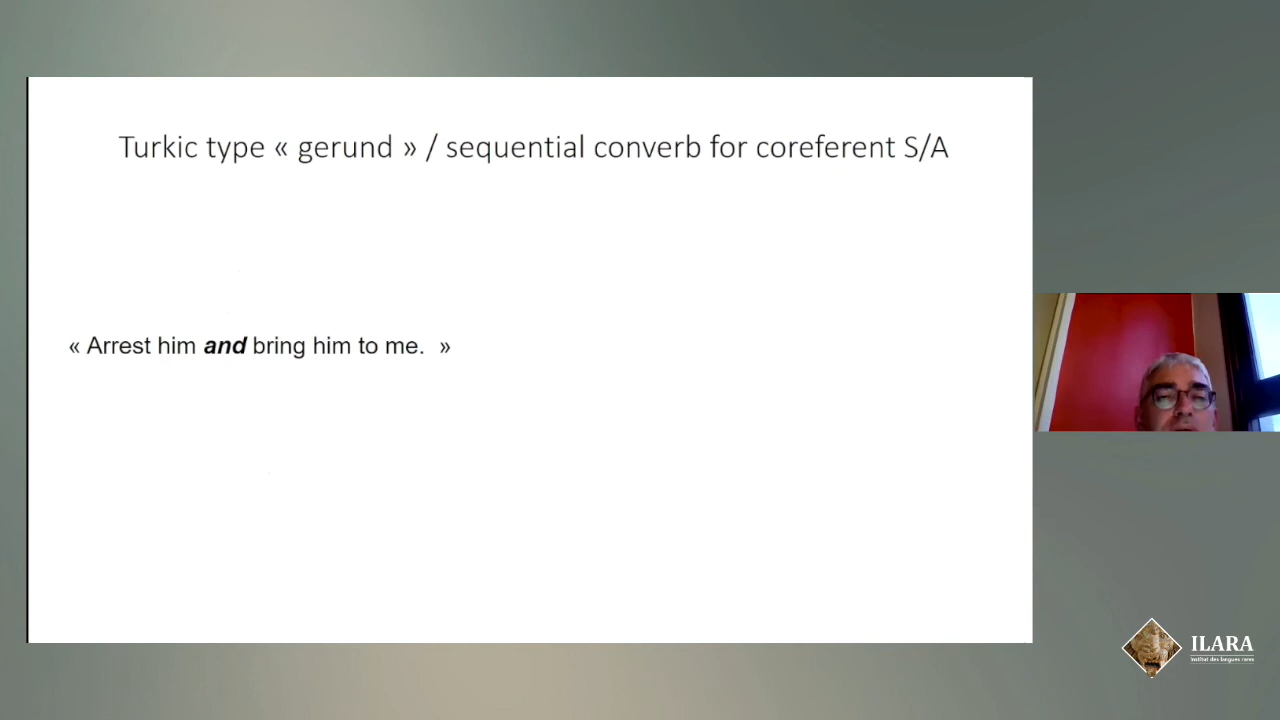 Turkic type « gerund » / sequential converb for coreferent S/A
« Arrest him and bring him to me.  »
ILARA
Institut des langues rares